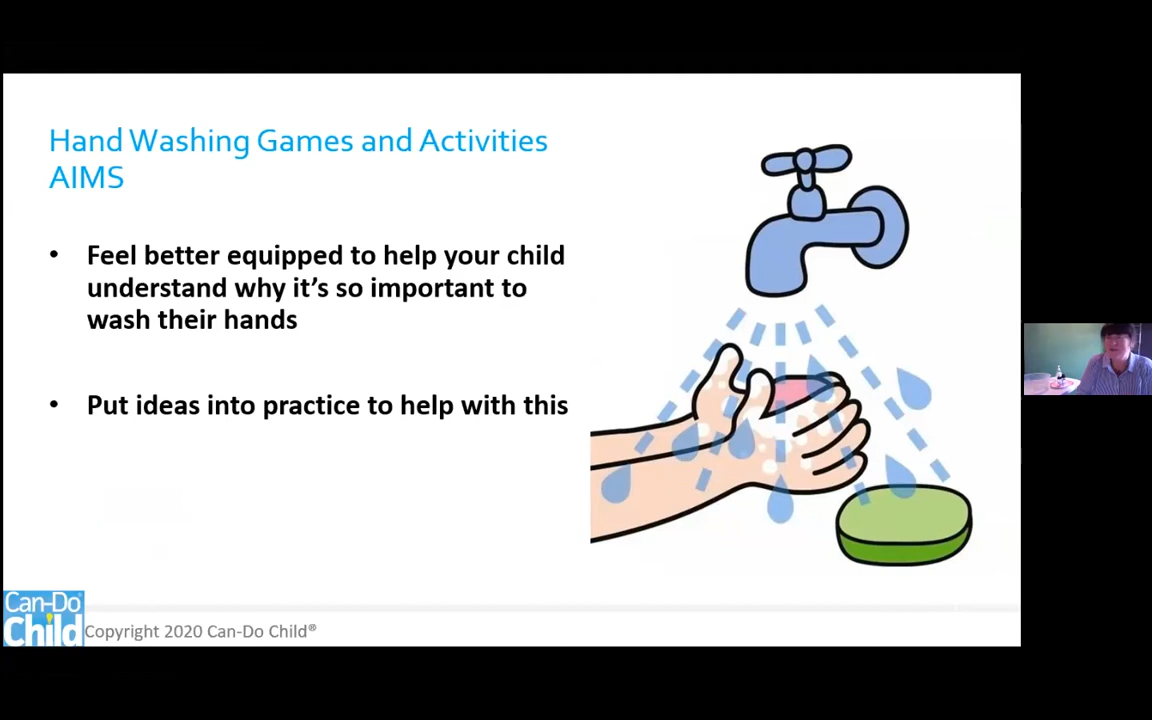 Hand Washing Games and Activities
AIMS
• Feel better equipped to help your child
understand why it’s so important to
wash their hands
• Put ideas into practice to help with this
Can-Do®
Child
Copyright 2020 Can-Do Child®